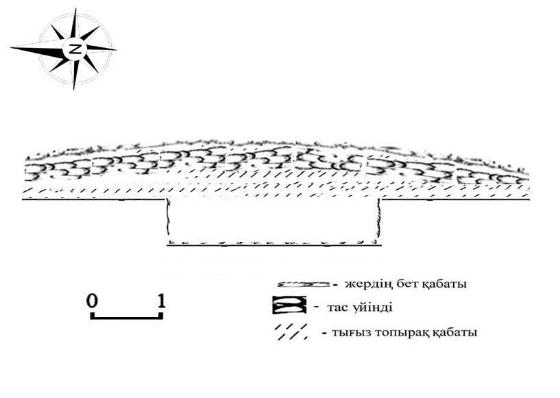 N
- жердің бет қабаты
0 1
- тас үйінді
- тығыз топырақ қабаты